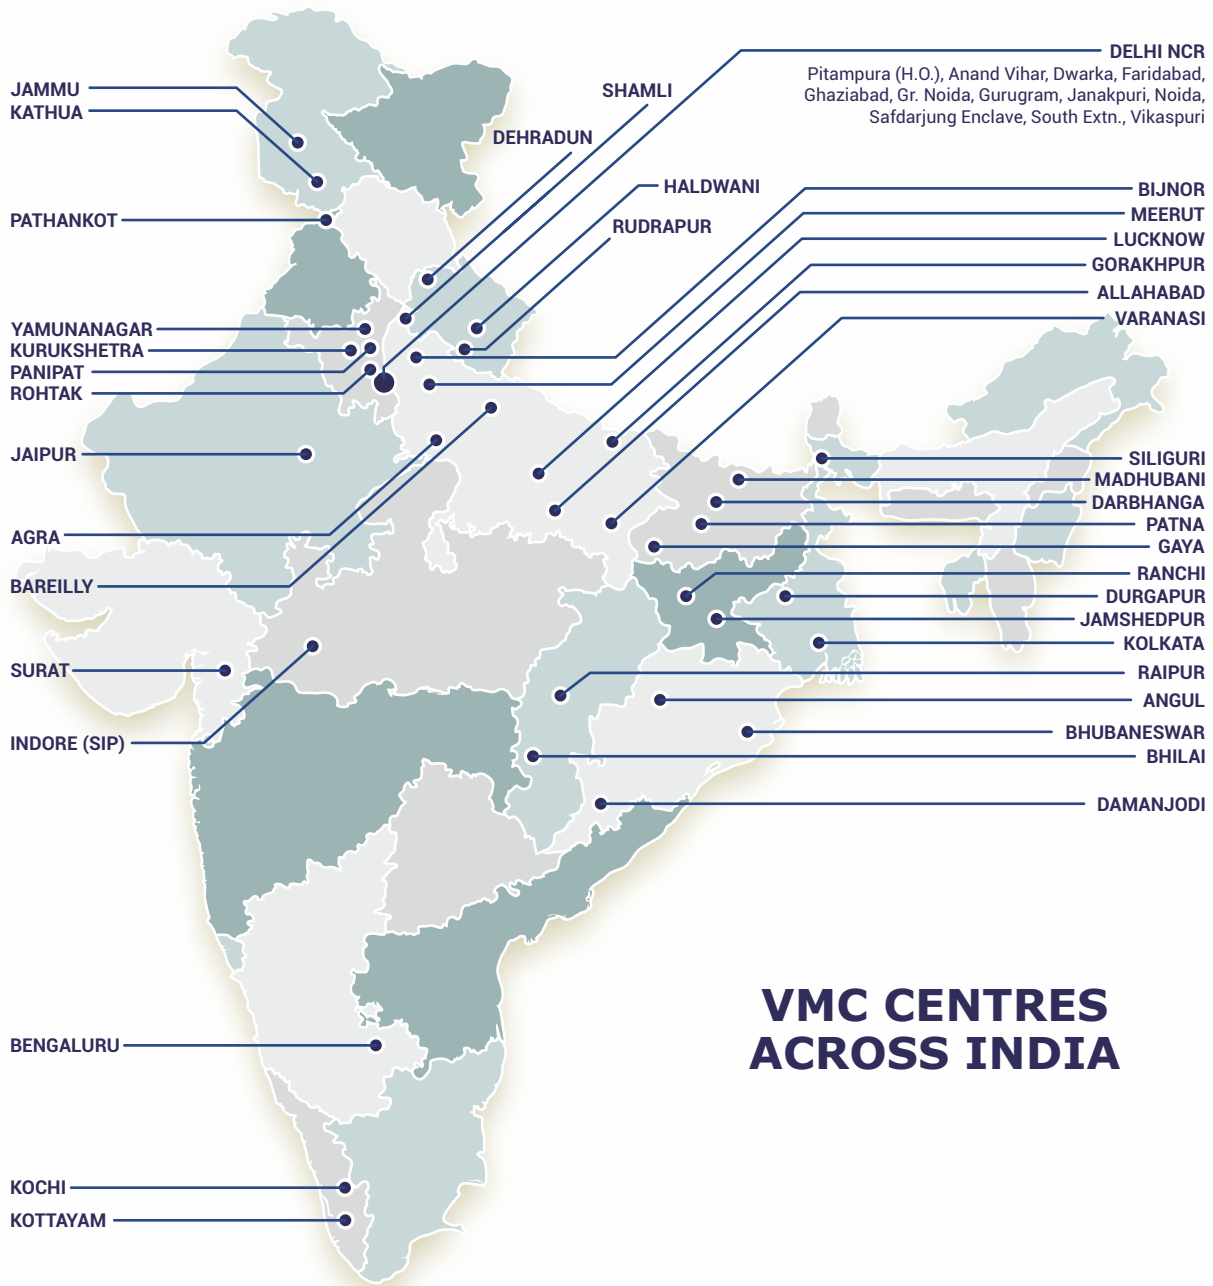 JAMMU
KATHUA
PATHANKOT
YAMUNANAGAR
KURUKSHETRA
PANIPAT
ROHTAK
JAIPUR
AGRA
BAREILLY
SURAT
INDORE (SIP)
BENGALURU
KOCHI
KOTTAYAM
SHAMLI
DEHRADUN
HALDWANI
RUDRAPUR
DELHI NCR
Pitampura (H.O.), Anand Vihar, Dwarka, Faridabad,
Ghaziabad, Gr. Noida, Gurugram, Janakpuri, Noida,
Safdarjung Enclave, South Extn., Vikaspuri
BIJNOR
MEERUT
LUCKNOW
GORAKHPUR
ALLAHABAD
VARANASI
SILIGURI
MADHUBANI
DARBHANGA
PATNA
GAYA
RANCHI
DURGAPUR
JAMSHEDPUR
KOLKATA
RAIPUR
ANGUL
BHUBANESWAR
BHILAI
DAMANJODI
VMC CENTRES
ACROSS INDIA